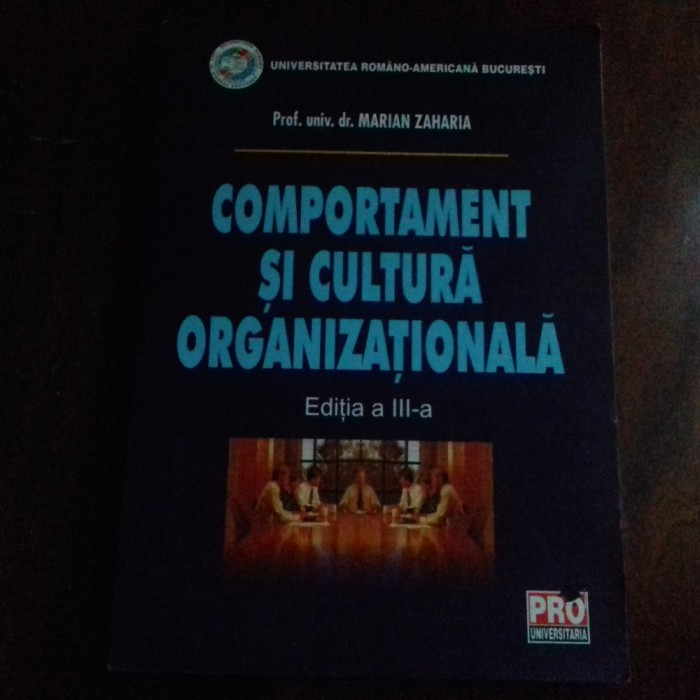 UNIVERSITATEA ROMÂNO-AMERICANĂ BUCUREȘTI
Prof. univ. dr. MARIAN ZAHARIA
COMPORTAMENT
ȘI CULTURĂ
ORGANIZAȚIONALĂ
Ediția a III-a
PRO
UNIVERSITARIA